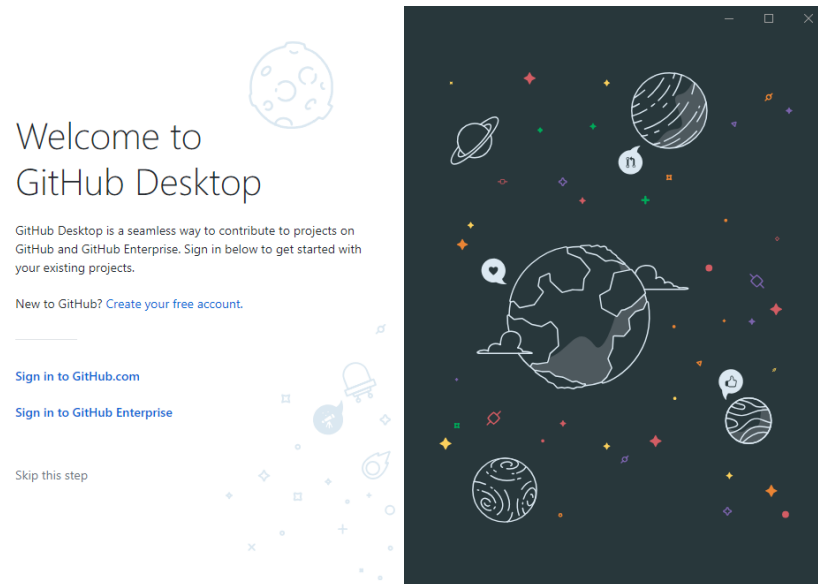 Welcome to
GitHub Desktop
GitHub Desktop is a seamless way to contribute to projects on
GitHub and GitHub Enterprise. Sign in below to get started with
your existing projects.
New to GitHub? Create your free account.
Sign in to GitHub.com
Sign in to GitHub Enterprise
Skip this step